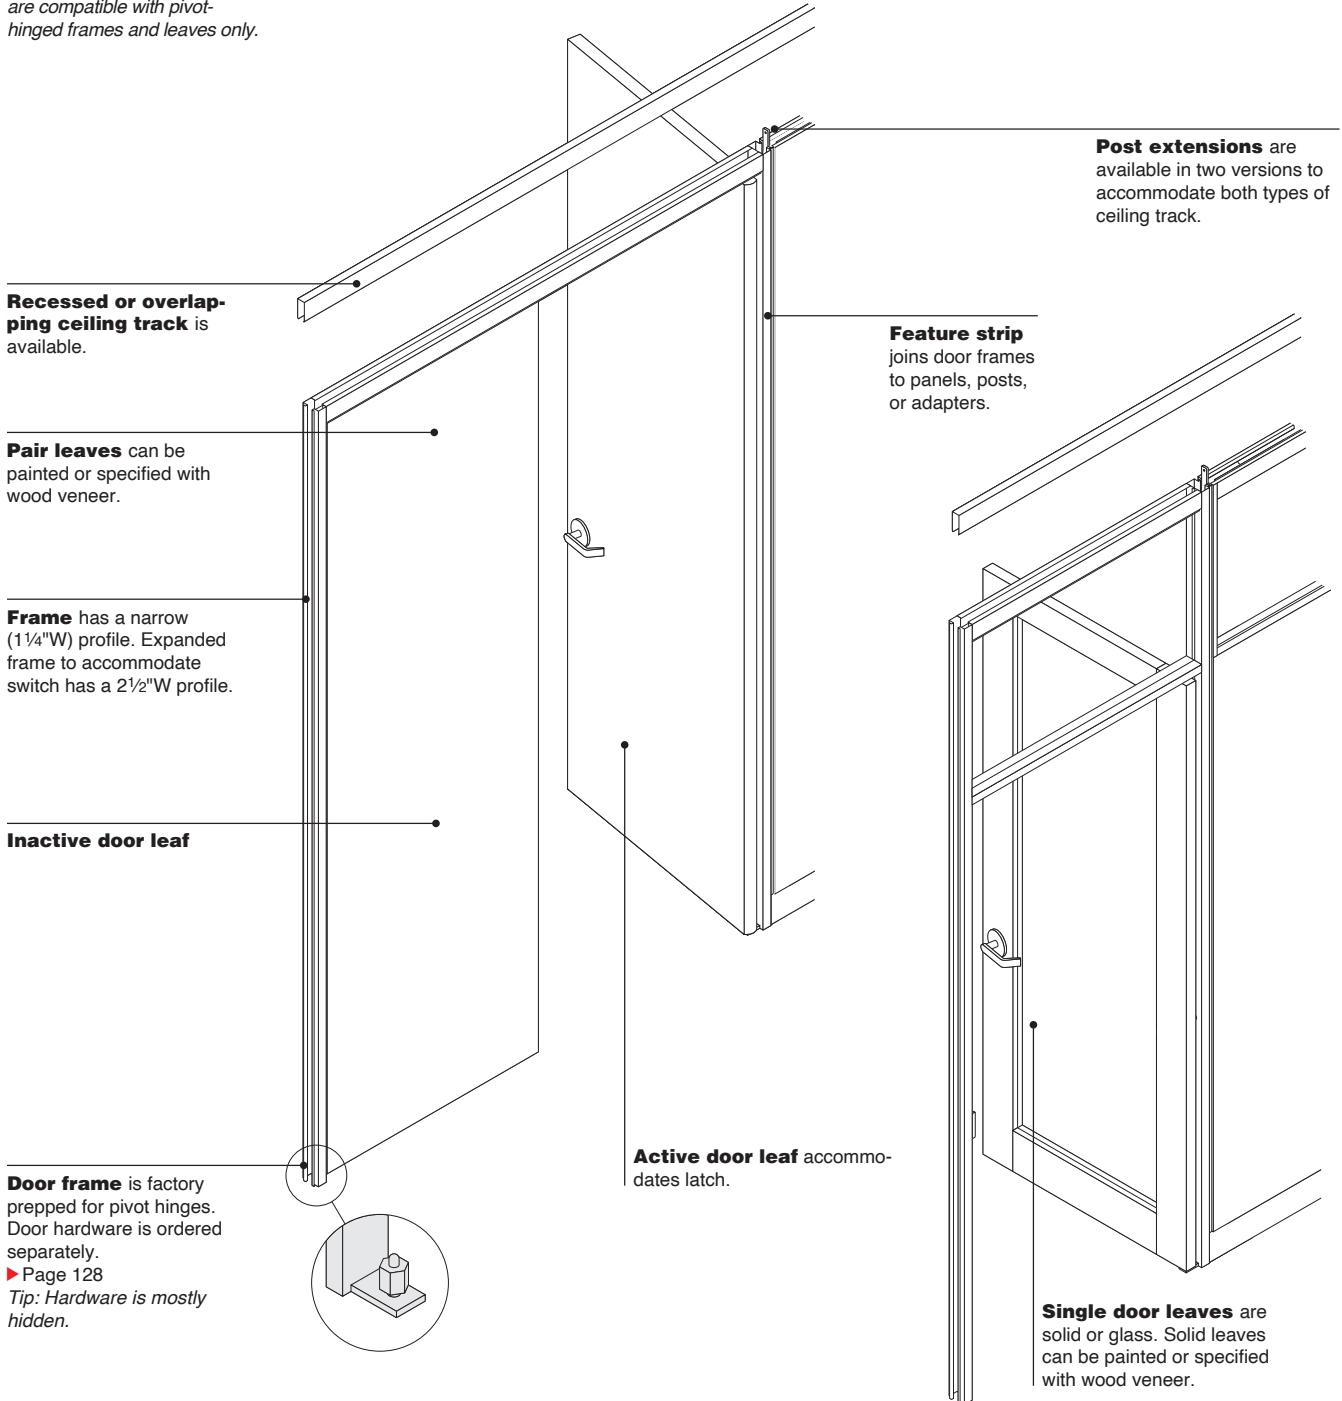 are compatible with pivot-
hinged frames and leaves only.
Post extensions are
available in two versions to
accommodate both types of
ceiling track.
Recessed or overlap-
ping ceiling track is
available.
Feature strip
joins door frames
to panels, posts,
or adapters.
Pair leaves can be
painted or specified with
wood veneer.
Frame has a narrow
(1¼"W) profile. Expanded
frame to accommodate
switch has a 2½"W profile.
Inactive door leaf
Active door leaf accommo-
dates latch.
Door frame is factory
prepped for pivot hinges.
Door hardware is ordered
separately.
▶ Page 128
Tip: Hardware is mostly
hidden.
Single door leaves are
solid or glass. Solid leaves
can be painted or specified
with wood veneer.